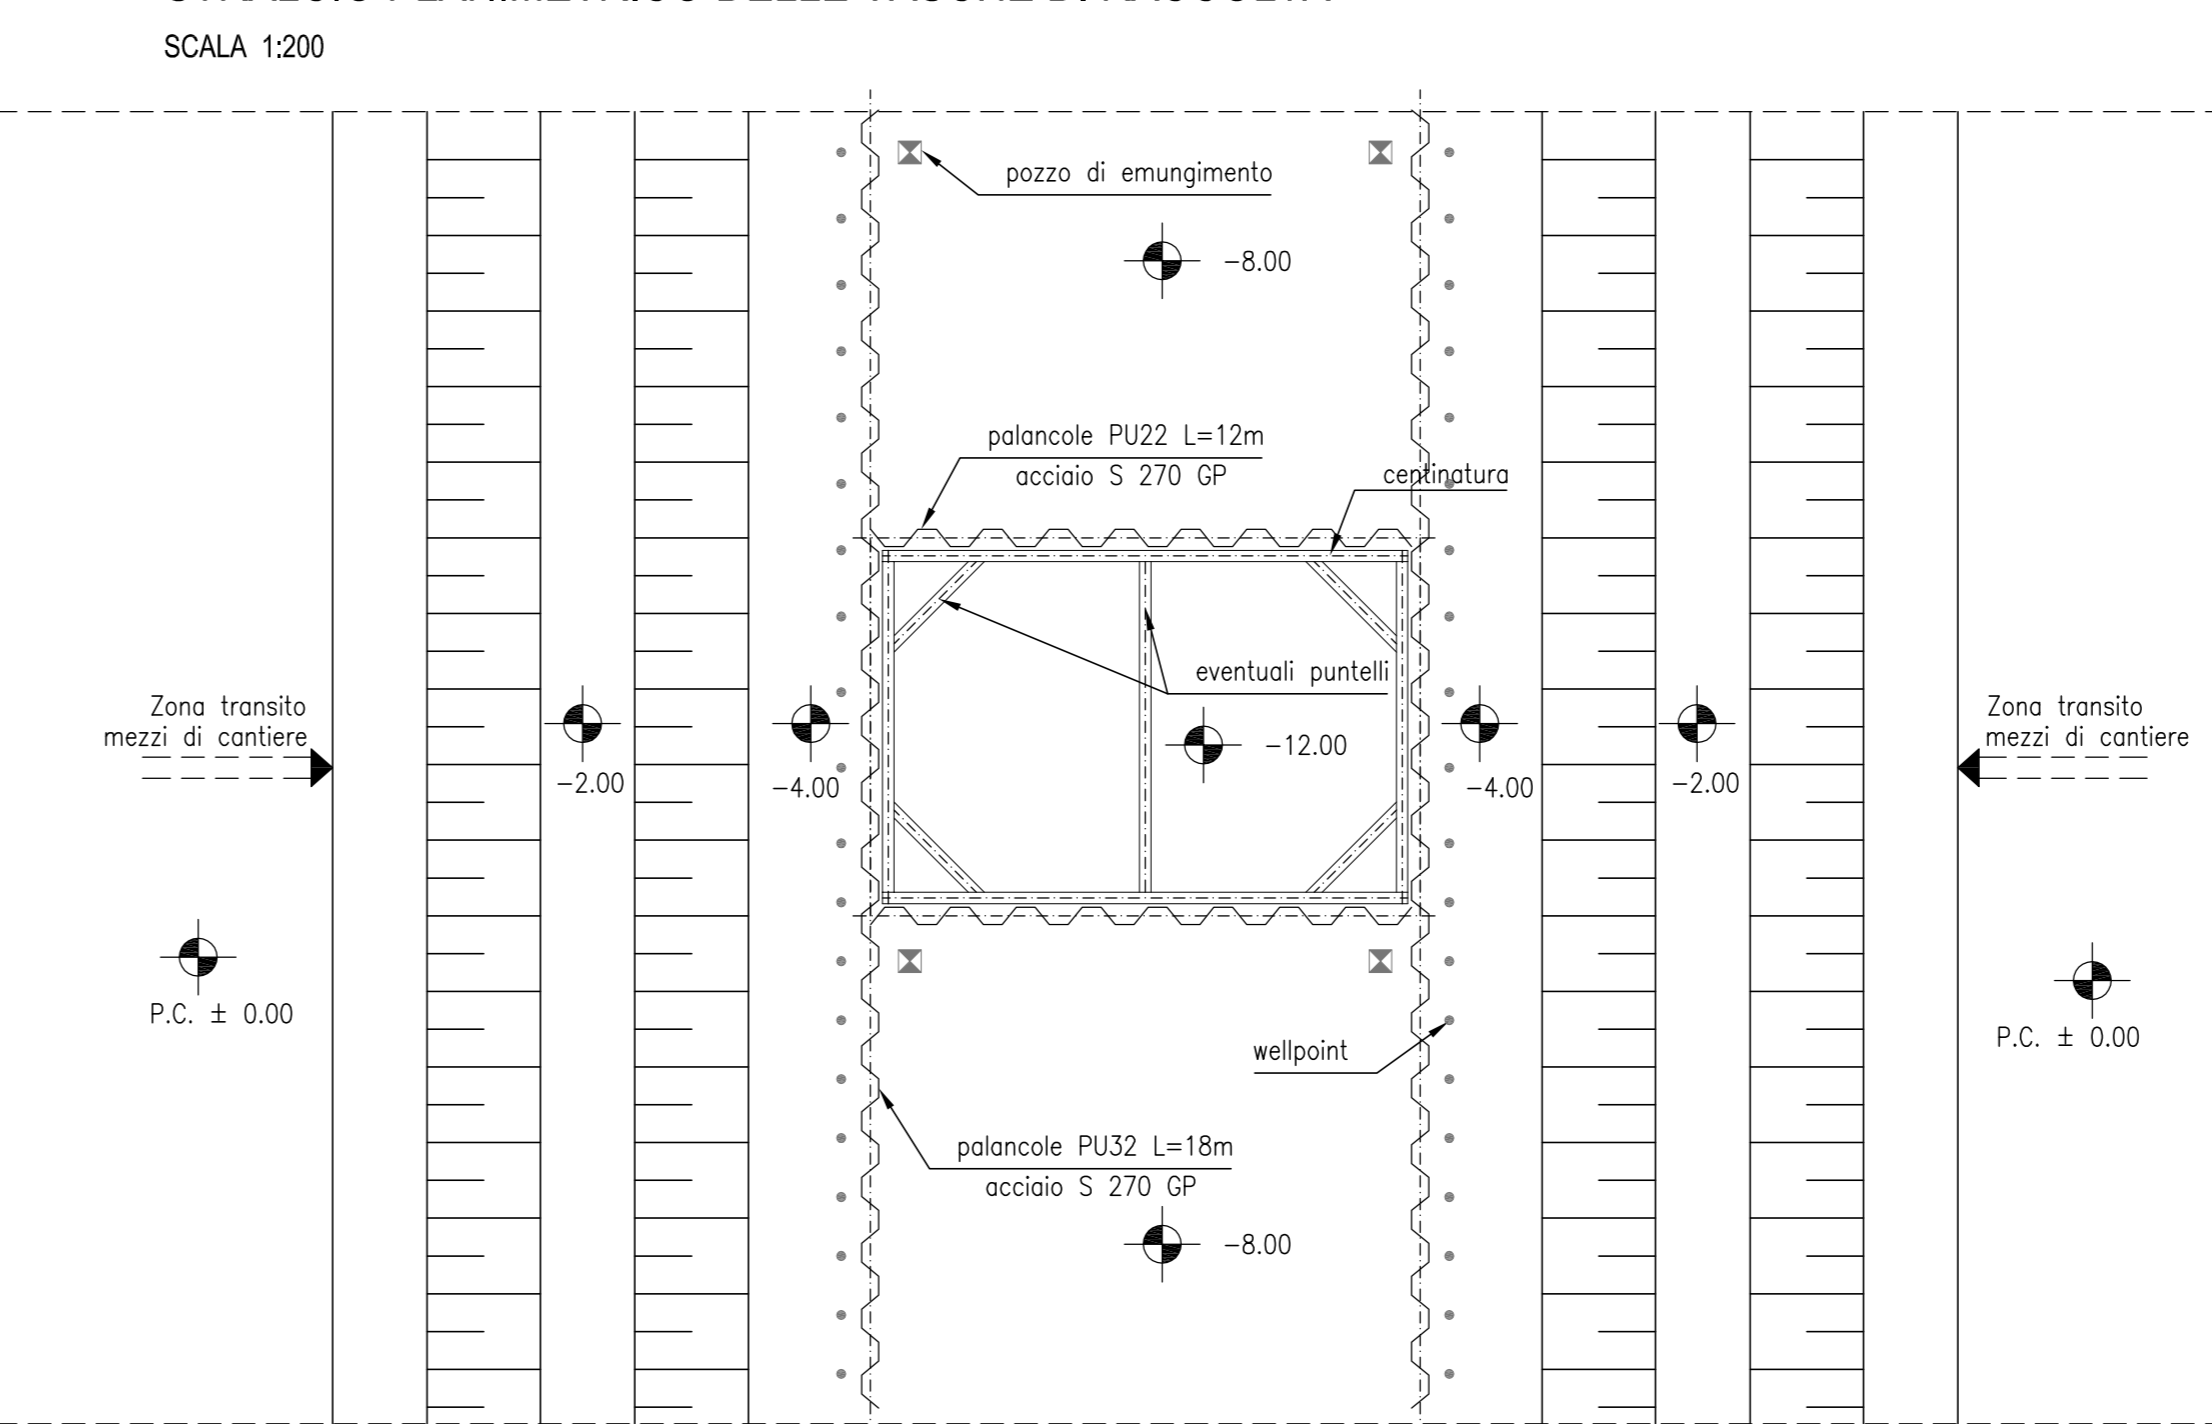 SCALA 1:200
pozzo di emungimento
-8.00
palancole PU22 L=12m
acciaio S 270 GP
centinatura
eventuali puntelli
Zona transito
mezzi di cantiere
-2.00
-4.00
-12.00
-4.00
-2.00
Zona transito
mezzi di cantiere
P.C. ± 0.00
P.C. ± 0.00
wellpoint
palancole PU32 L=18m
acciaio S 270 GP
-8.00